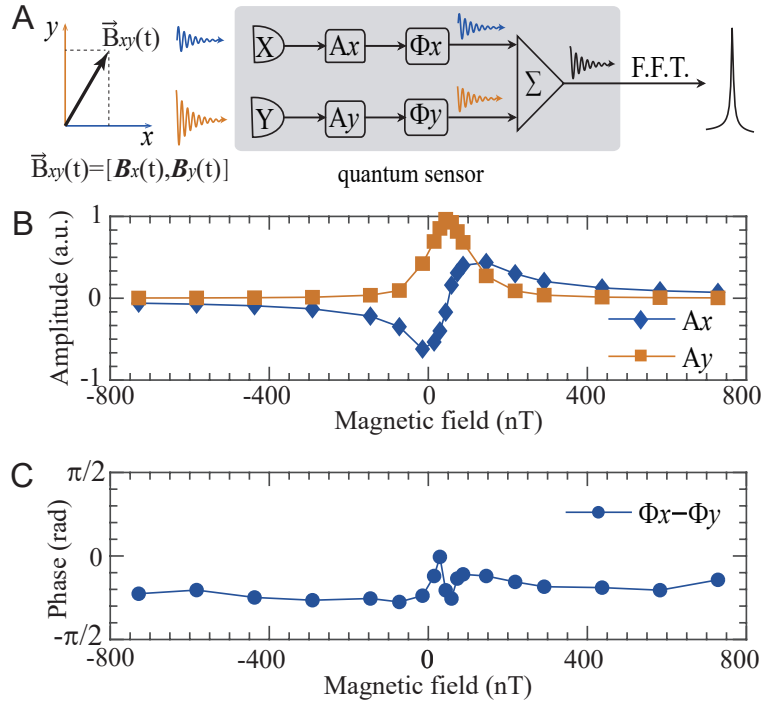 A
y
B⃗xy(t)
x
B⃗xy(t)=[Bx(t),By(t)]
X
Ax
Φx
Y
Ay
Φy
Σ
F.F.T.
quantum sensor
B
Amplitude (a.u.)
1
0
-1
Ax
Ay
-800
-400
0
400
800
Magnetic field (nT)
C
Phase (rad)
π/2
0
-π/2
Φx−Φy
-800
-400
0
400
800
Magnetic field (nT)